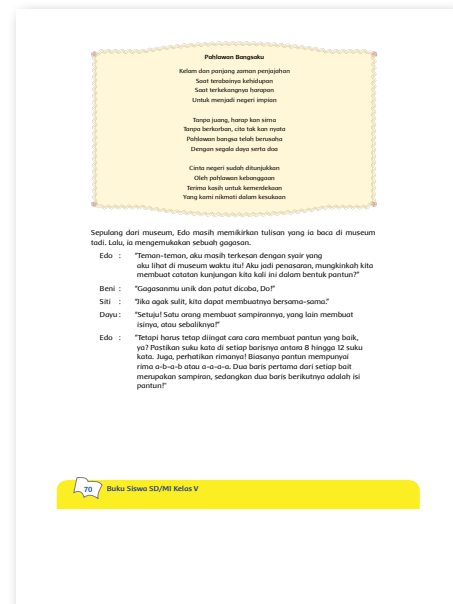 Pahlawan Bangsaku
Kelam dan panjang zaman penjajahan
Saat terabainya kehidupan
Saat terkekangnya harapan
Untuk menjadi negeri impian
Tanpa juang, harap kan sirna
Tanpa berkorban, cita tak kan nyata
Pahlawan bangsa telah berusaha
Dengan segala daya serta doa
Cinta negeri sudah ditunjukkan
Oleh pahlawan kebanggaan
Terima kasih untuk kemerdekaan
Yang kami nikmati dalam kesukaan
Sepulang dari museum, Edo masih memikirkan tulisan yang ia baca di museum
tadi. Lalu, ia mengemukakan sebuah gagasan.
Edo : "Teman-teman, aku masih terkesan dengan syair yang
aku lihat di museum waktu itu! Aku jadi penasaran, mungkinkah kita
membuat catatan kunjungan kita kali ini dalam bentuk pantun?"
Beni : "Gagasanmu unik dan patut dicoba, Do!"
Siti : "Jika agak sulit, kita dapat membuatnya bersama-sama."
Dayu : "Setuju! Satu orang membuat sampirannya, yang lain membuat
isinya, atau sebaliknya!"
Edo : "Tetapi harus tetap diingat cara cara membuat pantun yang baik,
ya? Pastikan suku kata di setiap barisnya antara 8 hingga 12 suku
kata. Juga, perhatikan rimanya! Biasanya pantun mempunyai
rima a-b-a-b atau a-a-a-a. Dua baris pertama dari setiap bait
merupakan sampiran, sedangkan dua baris berikutnya adalah isi
pantun!"
70 Buku Siswa SD/MI Kelas V